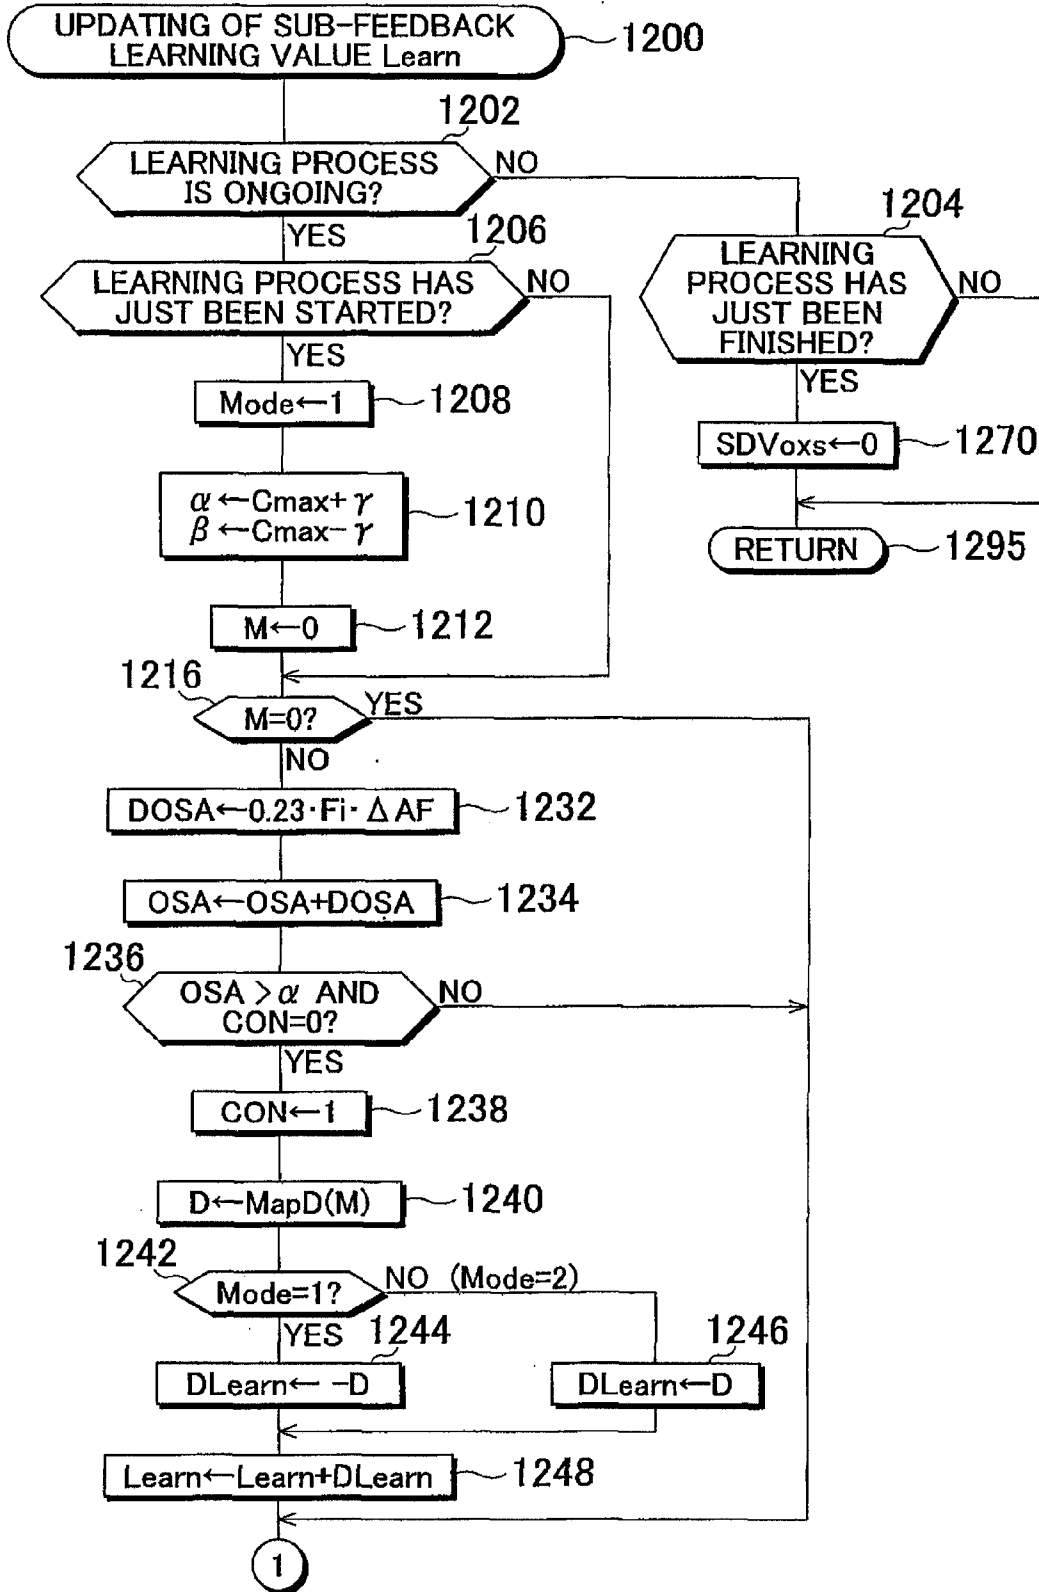 UPDATING OF SUB-FEEDBACK
LEARNING VALUE Learn
1200
1202
LEARNING PROCESS
IS ONGOING?
NO
YES
1204
LEARNING
PROCESS HAS
JUST BEEN
FINISHED?
NO
YES
SDVoxs←0
1270
RETURN
1295
1206
LEARNING PROCESS HAS
JUST BEEN STARTED?
NO
YES
Mode←1
1208
α←Cmax+γ
β←Cmax-γ
1210
M←0
1212
1216
M=0?
YES
NO
DOSA←0.23·Fi·ΔAF
1232
OSA←OSA+DOSA
1234
1236
OSA>α AND
CON=0?
NO
YES
CON←1
1238
D←MapD(M)
1240
1242
Mode=1?
NO (Mode=2)
YES
1244
DLearn← -D
1246
DLearn←D
Learn←Learn+DLearn
1248
1